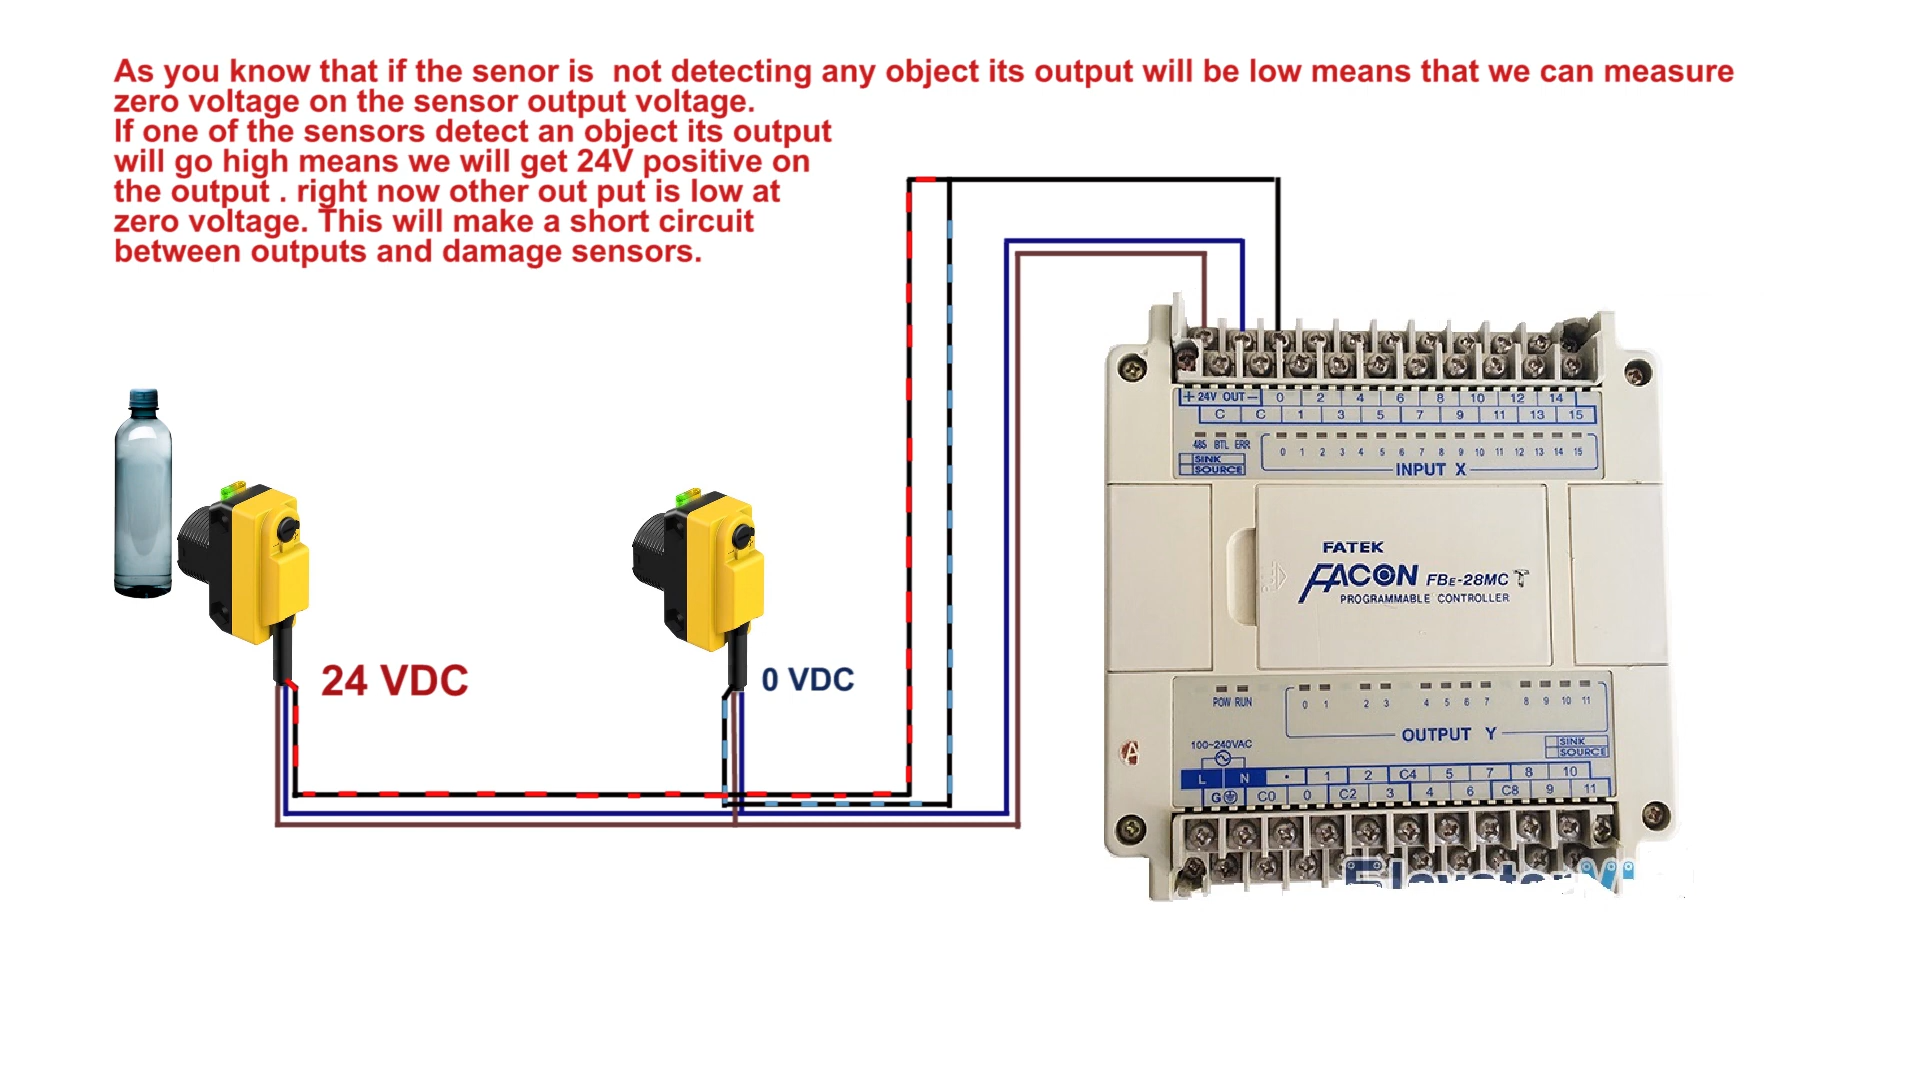 As you know that if the senor is  not detecting any object its output will be low means that we can measure
zero voltage on the sensor output voltage.
If one of the sensors detect an object its output
will go high means we will get 24V positive on
the output . right now other out put is low at
zero voltage. This will make a short circuit
between outputs and damage sensors.
24 VDC
0 VDC
+ 24V OUT − 0 2 4 6 8 10 12 14
C C 1 3 5 7 9 11 13 15
485 BTL ERR
0 1 2 3 4 5 6 7 8 9 10 11 12 13 14 15
SINK
SOURCE
INPUT X
FATEK
FACON FBE-28MC T
PROGRAMMABLE CONTROLLER
POW RUN
0 1 2 3 4 5 6 7 8 9 10 11
OUTPUT Y
SINK
SOURCE
100~240VAC
A
L N • 1 2 C4 5 7 8 10
G C0 0 C2 3 4 6 C8 9 11